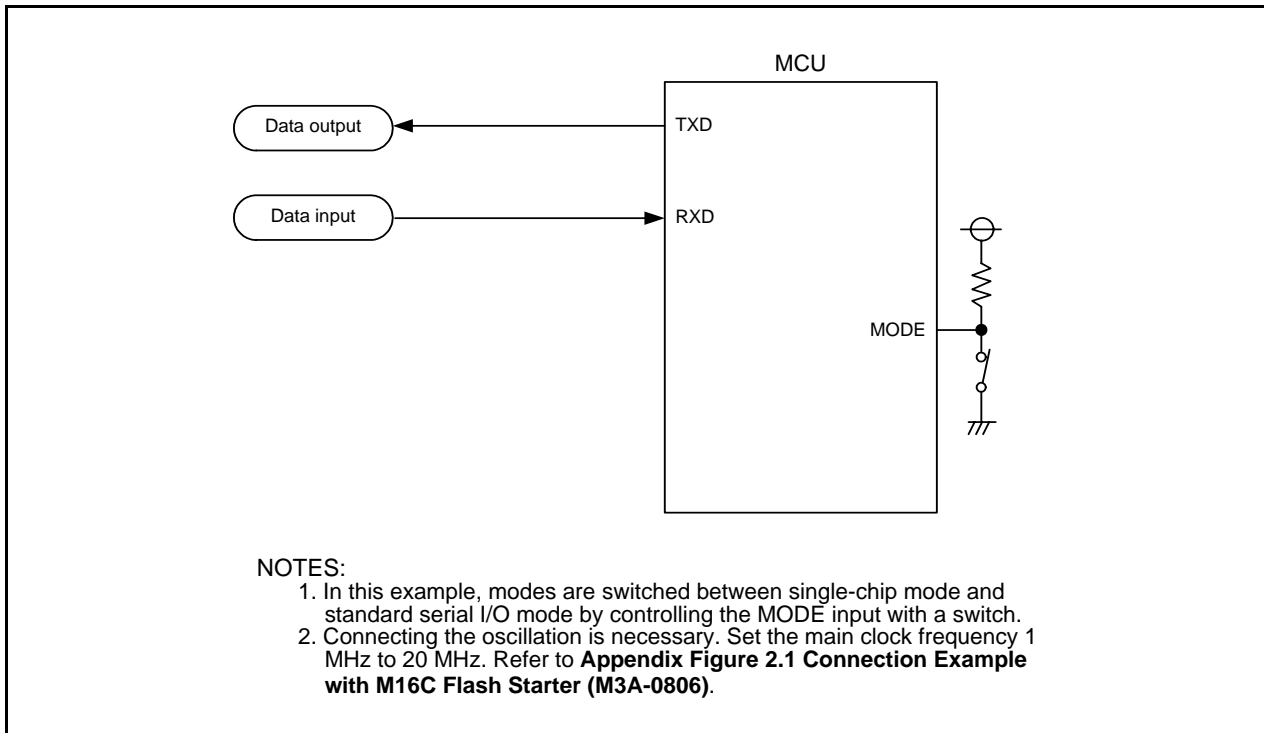 MCU
Data output
TXD
Data input
RXD
MODE
NOTES:
1. In this example, modes are switched between single-chip mode and
standard serial I/O mode by controlling the MODE input with a switch.
2. Connecting the oscillation is necessary. Set the main clock frequency 1
MHz to 20 MHz. Refer to Appendix Figure 2.1 Connection Example
with M16C Flash Starter (M3A-0806).